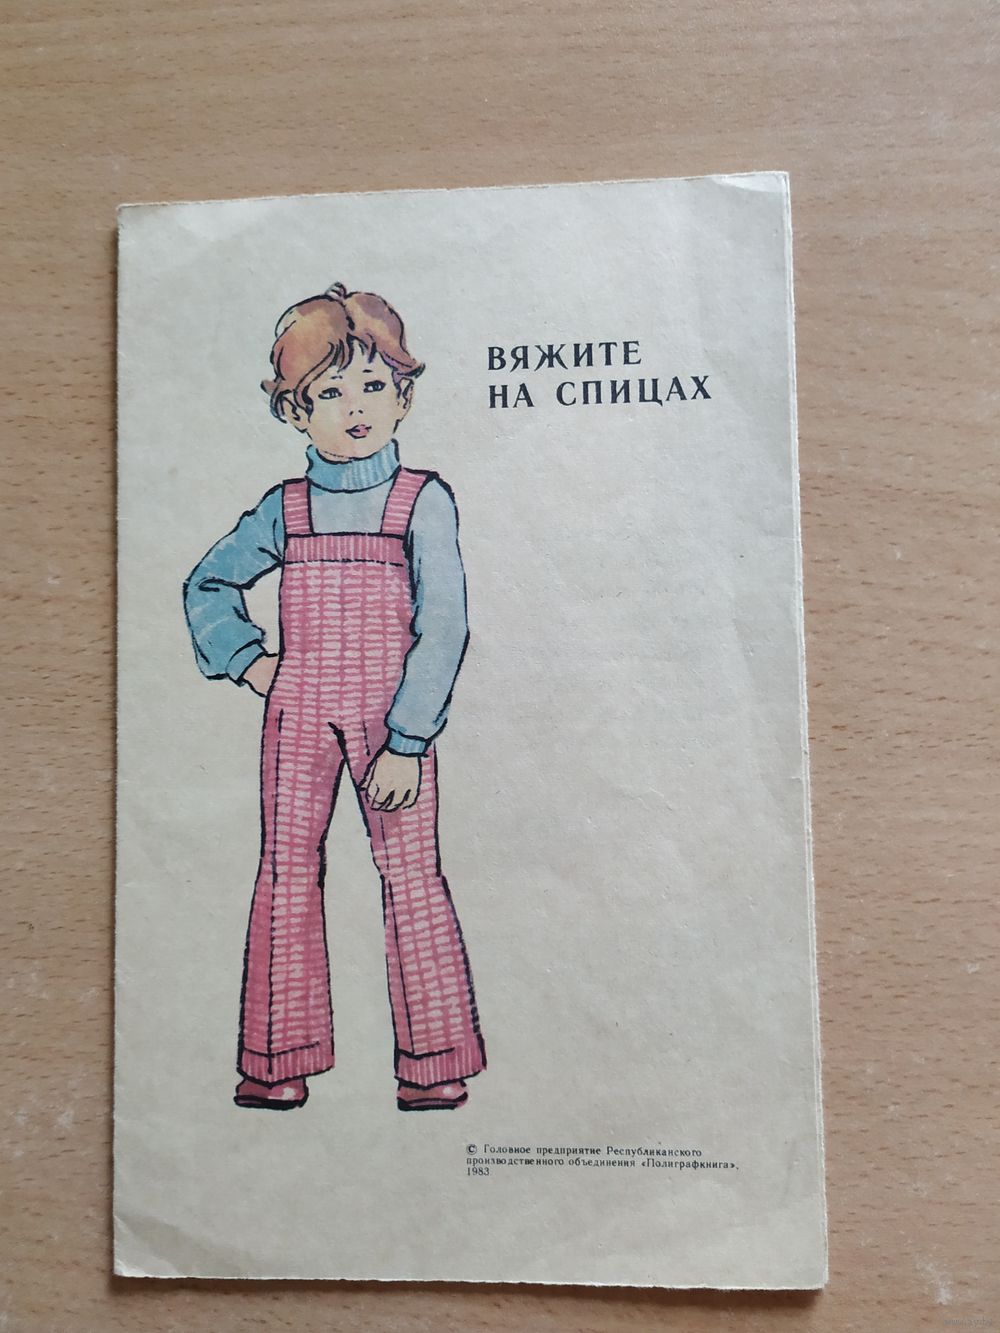 ВЯЖИТЕ
НА СПИЦАХ
© Головное предприятие Республиканского
производственного объединения «Полиграфкнига»,
1983